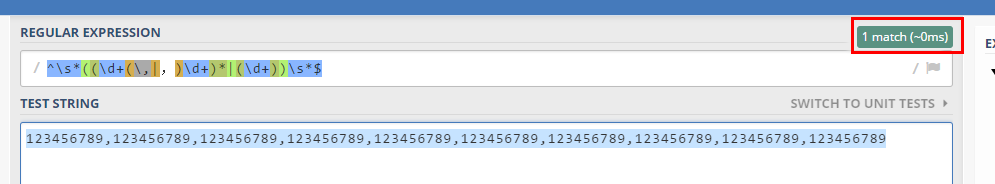 REGULAR EXPRESSION
1 match (~0ms)
/ ^\s*((\d+(\,|，)\d+)*|(\d+))\s*$ /
TEST STRING
SWITCH TO UNIT TESTS
123456789,123456789,123456789,123456789,123456789,123456789,123456789,123456789,123456789,123456789